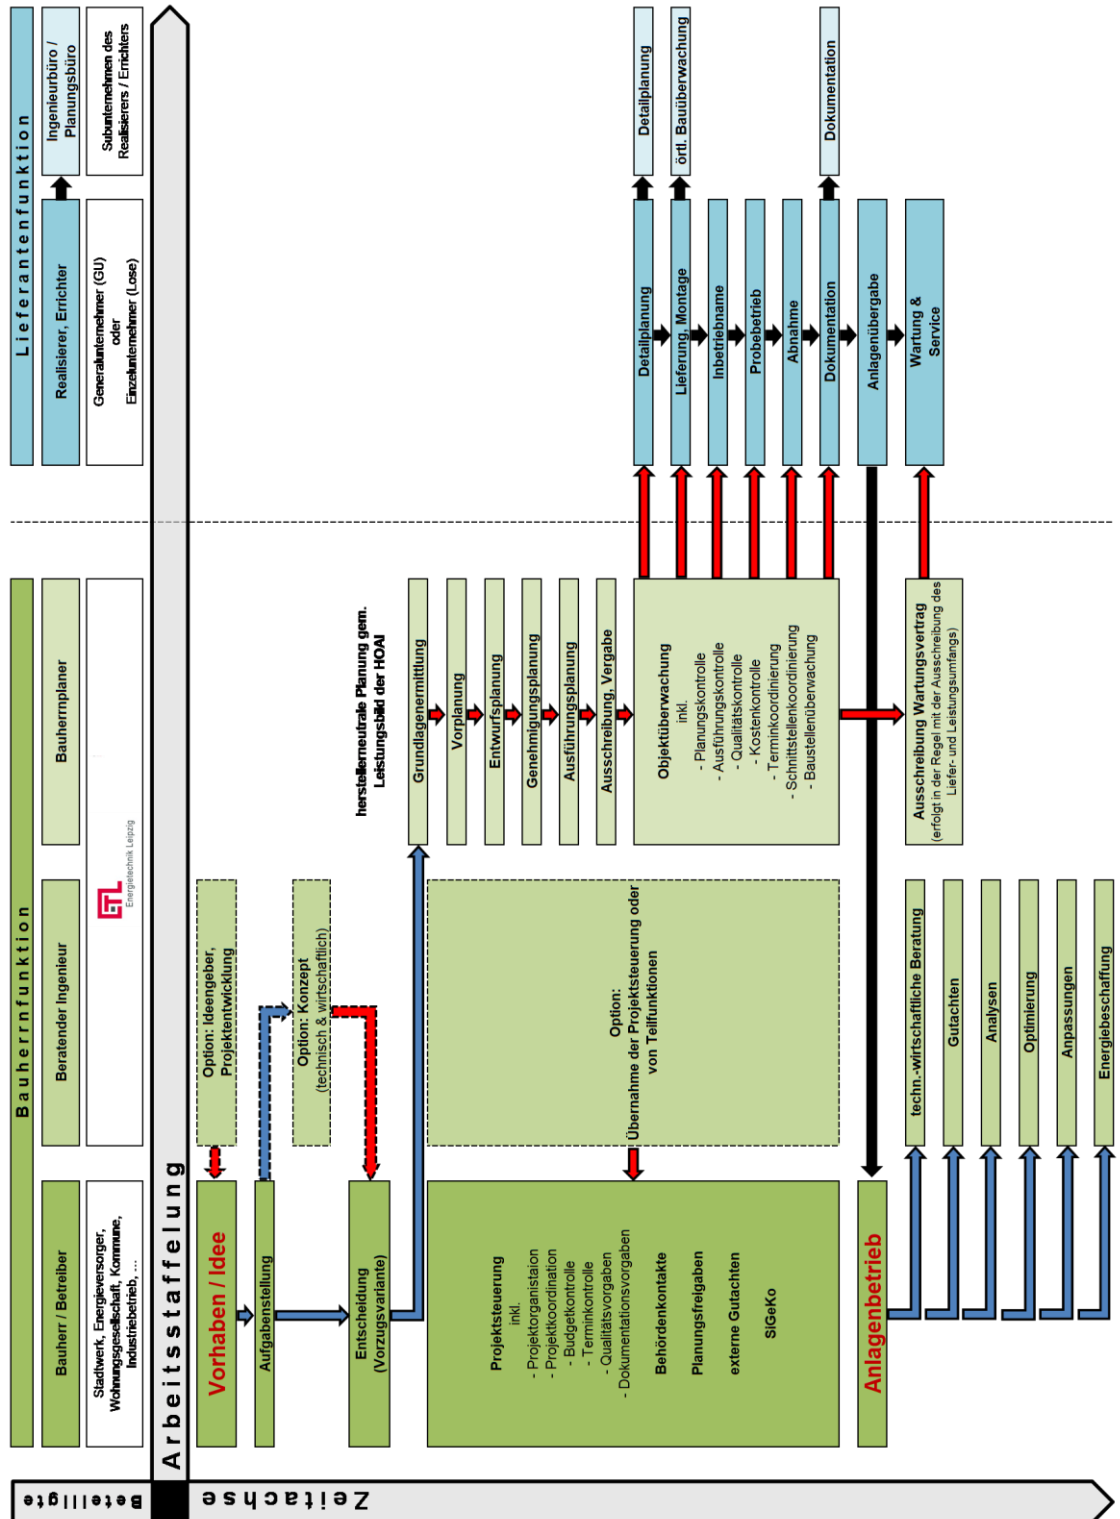 Beteiligte
Bauherrnfunktion
Lieferantenfunktion
Bauherr / Betreiber
Beratender Ingenieur
Bauherrnplaner
Realisierer, Errichter
Ingenieurbüro /
Planungsbüro
Stadtwerk, Energieversorger,
Wohnungsgesellschaft, Kommune,
Industriebetrieb, ...
ETL
Energietechnik Leipzig
Generalunternehmer (GU)
oder
Einzelunternehmer (Lose)
Subunternehmen des
Realisierers / Errichters
Arbeitsstaffelung
Zeitachse
Vorhaben / Idee
Option: Ideengeber,
Projektentwicklung
Aufgabenstellung
Option: Konzept
(technisch & wirtschaftlich)
Entscheidung
(Vorzugsvariante)
herstellerneutrale Planung gem.
Leistungsbild der HOAI
Grundlagenermittlung
Vorplanung
Entwurfsplanung
Genehmigungsplanung
Ausführungsplanung
Ausschreibung, Vergabe
Projektsteuerung
inkl.
- Projektorganistaion
- Projektkoordination
- Budgetkontrolle
- Terminkontrolle
- Qualitätsvorgaben
- Dokumentationsvorgaben
Behördenkontakte
Planungsfreigaben
externe Gutachten
SiGeKo
Option:
Übernahme der Projektsteuerung oder
von Teilfunktionen
Objektüberwachung
inkl.
- Planungskontrolle
- Ausführungskontrolle
- Qualitätskontrolle
- Kostenkontrolle
- Terminkoordinierung
- Schnittstellenkoordinierung
- Baustellenüberwachung
Detailplanung
Detailplanung
Lieferung, Montage
örtl. Bauüberwachung
Inbetriebname
Probebetrieb
Abnahme
Dokumentation
Dokumentation
Anlagenbetrieb
Anlagenübergabe
Ausschreibung Wartungsvertrag
(erfolgt in der Regel mit der Ausschreibung des
Liefer- und Leistungsumfangs)
Wartung &
Service
techn.-wirtschaftliche Beratung
Gutachten
Analysen
Optimierung
Anpassungen
Energiebeschaffung